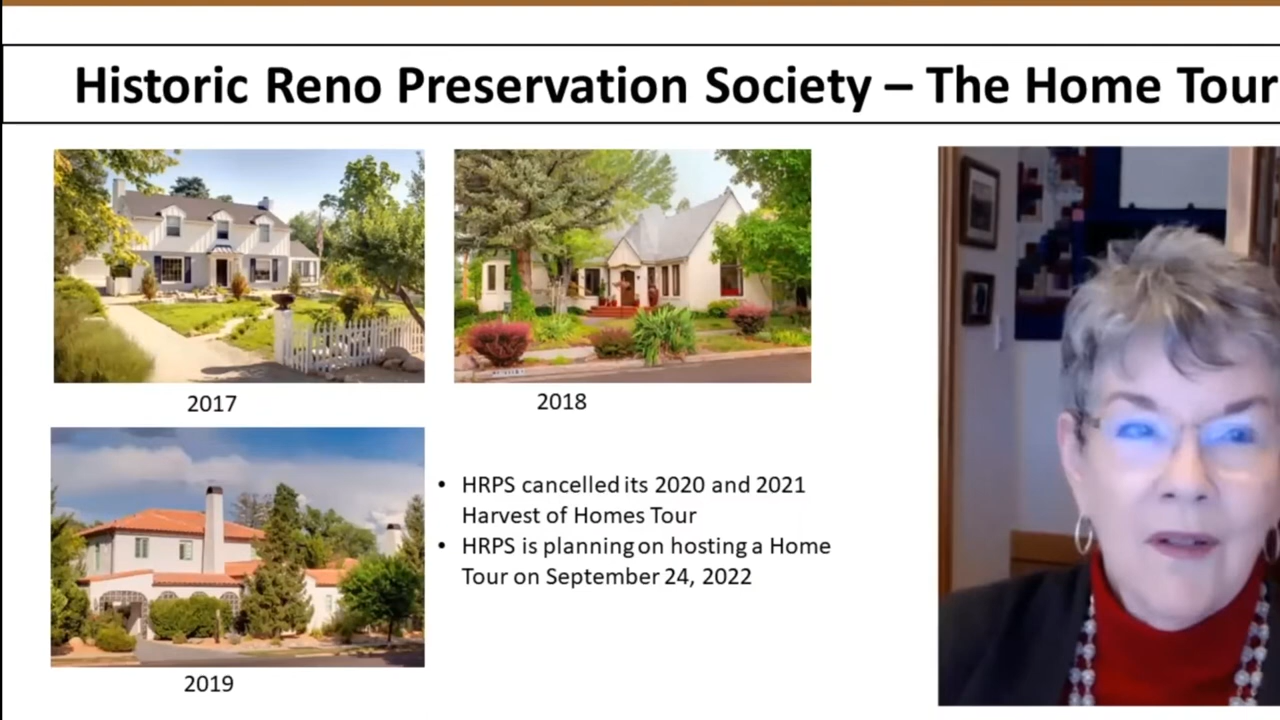 Historic Reno Preservation Society – The Home Tour
2017
2018
2019
• HRPS cancelled its 2020 and 2021
Harvest of Homes Tour
• HRPS is planning on hosting a Home
Tour on September 24, 2022